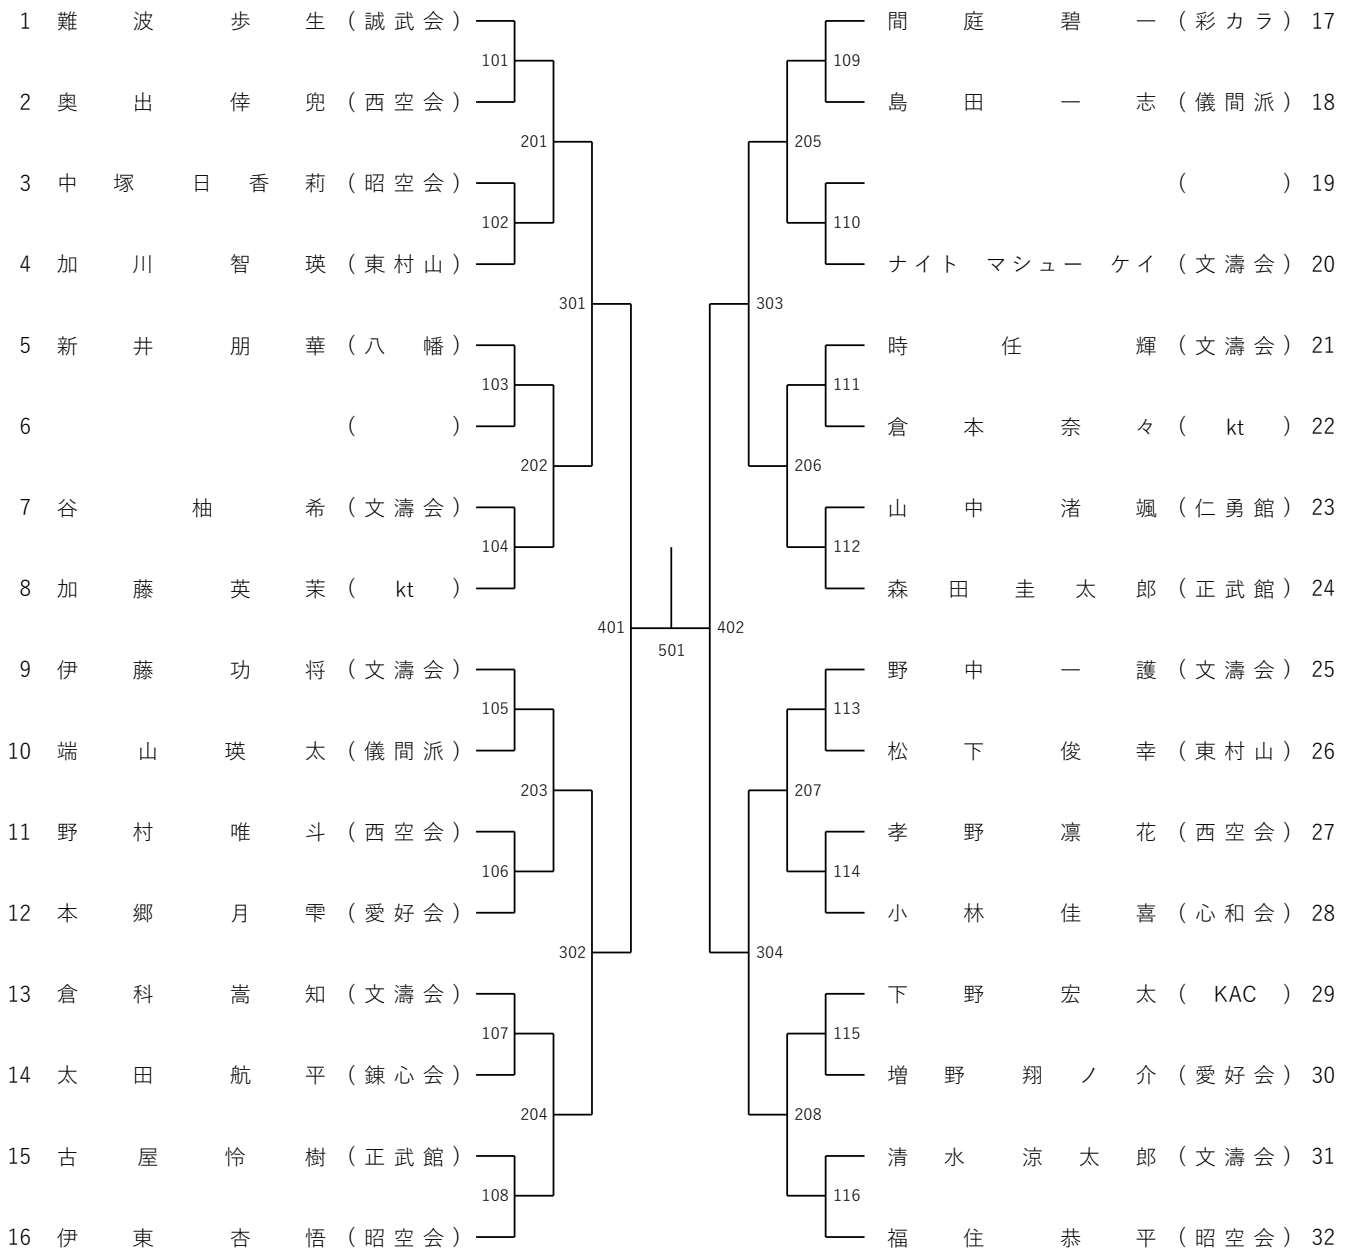 1 難波歩生 (誠武会)
101
2 奥出倖兜 (西空会)
201
3 中塚日香莉 (昭空会)
102
4 加川智瑛 (東村山)
301
5 新井朋華 (八幡)
103
6 ( )
202
7 谷柚希 (文濤会)
104
8 加藤英茉 (kt)
401
9 伊藤功将 (文濤会)
105
10 端山瑛太 (儀間派)
203
11 野村唯斗 (西空会)
106
12 本郷月雫 (愛好会)
302
13 倉科嵩知 (文濤会)
107
14 太田航平 (錬心会)
204
15 古屋怜樹 (正武館)
108
16 伊東杏悟 (昭空会)
501
間庭碧一 (彩カラ) 17
109
島田一志 (儀間派) 18
205
( ) 19
110
ナイト マシュー ケイ (文濤会) 20
303
時任輝 (文濤会) 21
111
倉本奈々 (kt) 22
206
山中渚颯 (仁勇館) 23
112
森田圭太郎 (正武館) 24
402
野中一護 (文濤会) 25
113
松下俊幸 (東村山) 26
207
孝野凛花 (西空会) 27
114
小林佳喜 (心和会) 28
304
下野宏太 (KAC) 29
115
増野翔ノ介 (愛好会) 30
208
清水涼太郎 (文濤会) 31
116
福住恭平 (昭空会) 32